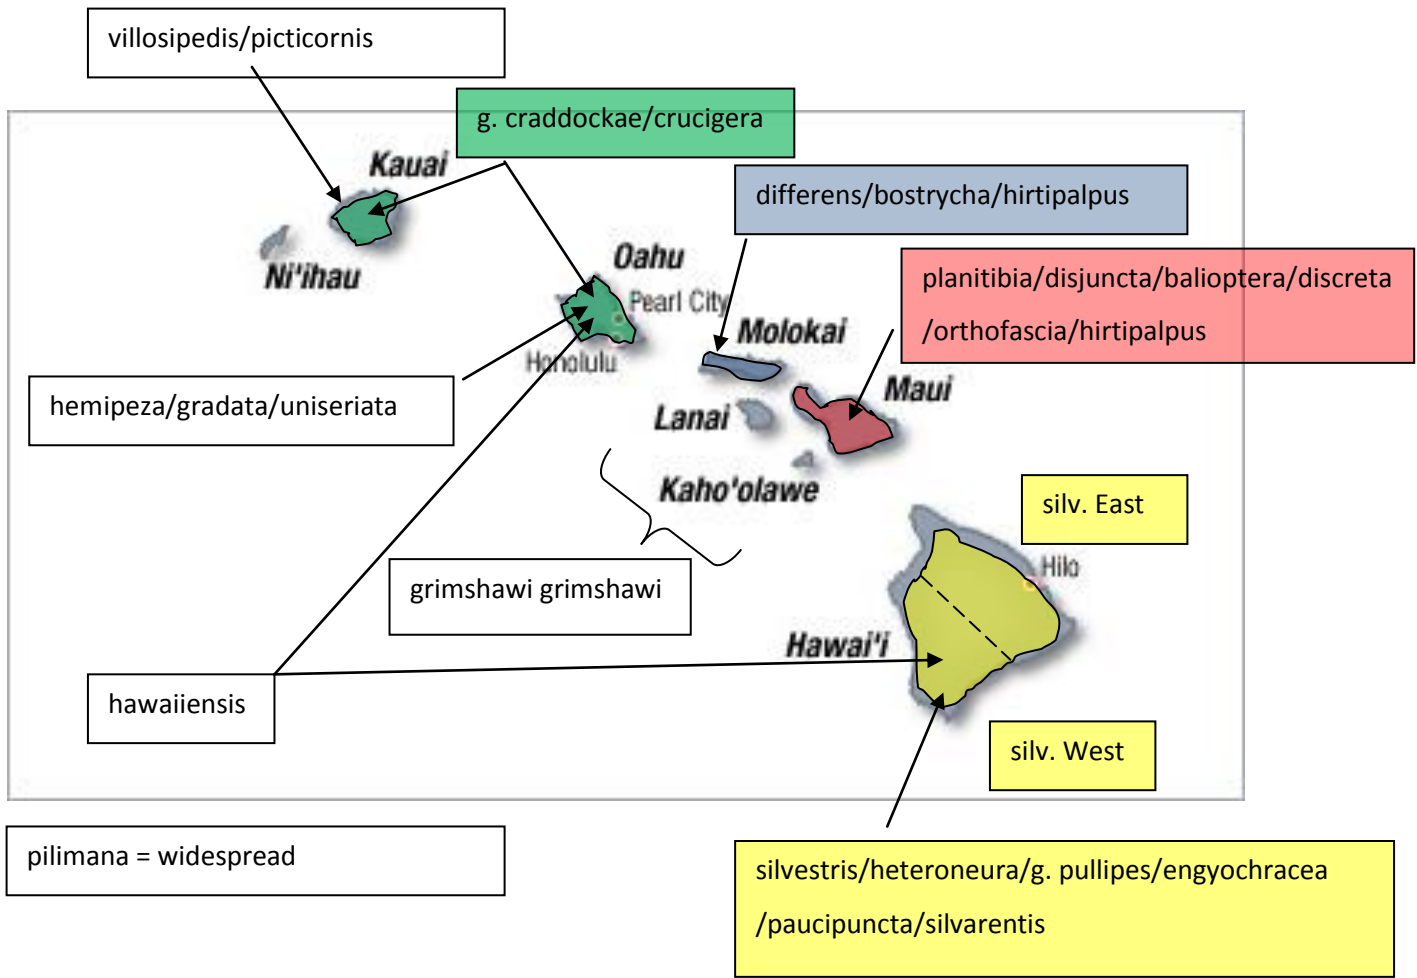 villosipedis/picticornis
g. craddockae/crucigera
Kauai
differens/bostrycha/hirtipalpus
Ni'ihau
Oahu
Pearl City
planitibia/disjuncta/balioptera/discreta
/orthofascia/hirtipalpus
Molokai
Honolulu
Maui
hemipeza/gradata/uniseriata
Lanai
Kaho'olawe
silv. East
Hilo
grimshawi grimshawi
Hawai'i
hawaiiensis
silv. West
pilimana = widespread
silvestris/heteroneura/g. pullipes/engyochracea
/paucipuncta/silvarentis